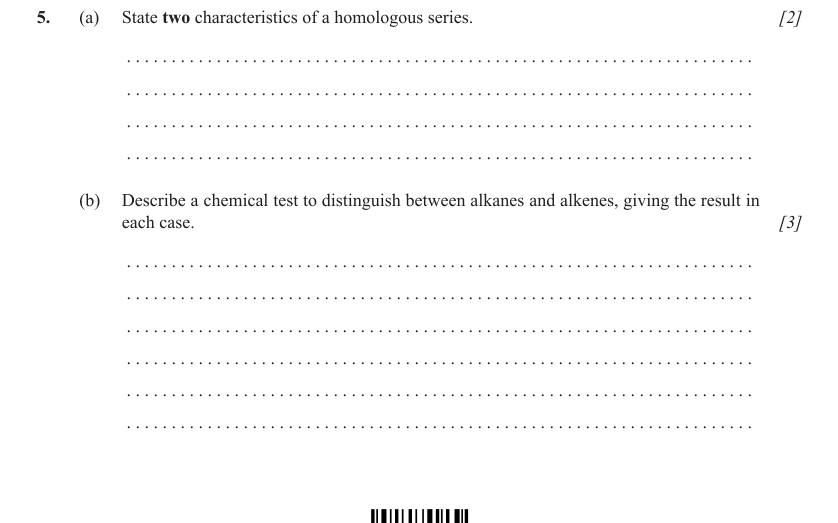 5. (a) State two characteristics of a homologous series. [2]
(b) Describe a chemical test to distinguish between alkanes and alkenes, giving the result in
each case. [3]